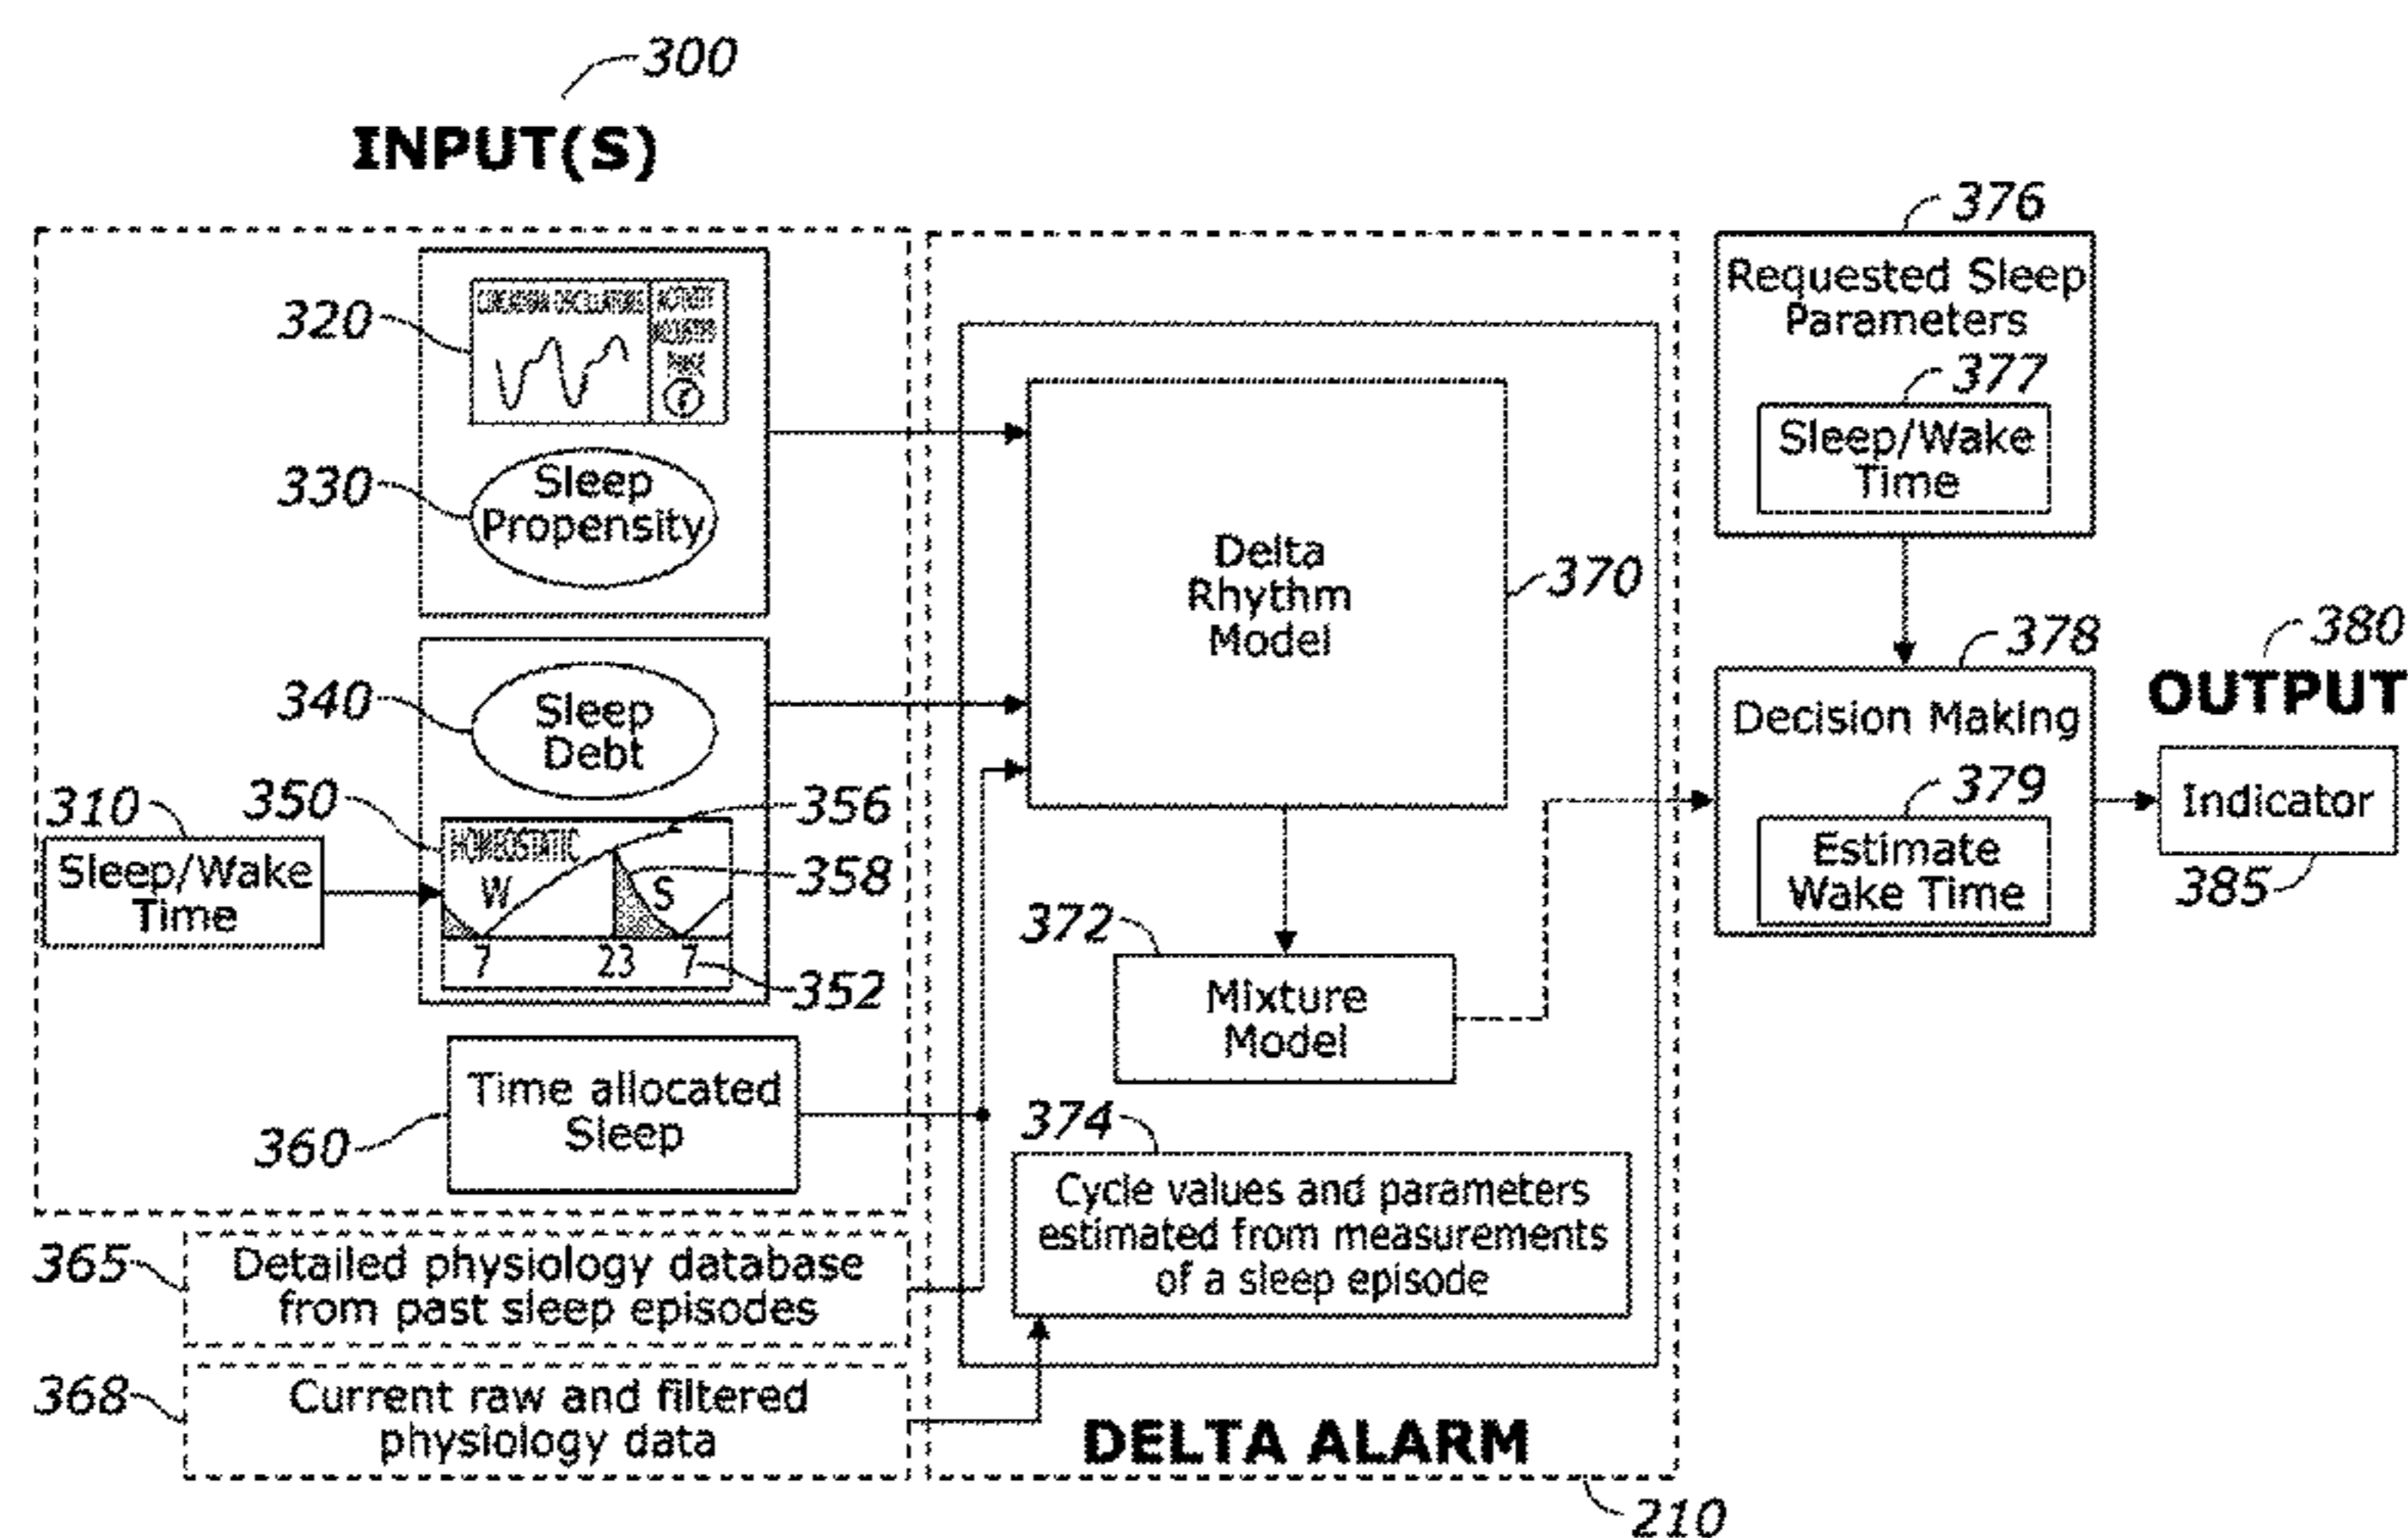 300
INPUT(S)
320
CIRCADIAN OSCILLATORS
330
Sleep
Propensity
340
Sleep
Debt
350
356
310
Sleep/Wake
Time
HOMEOSTATIC
W
S
358
7
23
7
352
360
Time allocated
Sleep
365
Detailed physiology database
from past sleep episodes
368
Current raw and filtered
physiology data
Delta
Rhythm
Model
370
372
Mixture
Model
374
Cycle values and parameters
estimated from measurements
of a sleep episode
DELTA ALARM
210
376
Requested Sleep
Parameters
377
Sleep/Wake
Time
378
Decision Making
379
Estimate
Wake Time
380
OUTPUT
Indicator
385